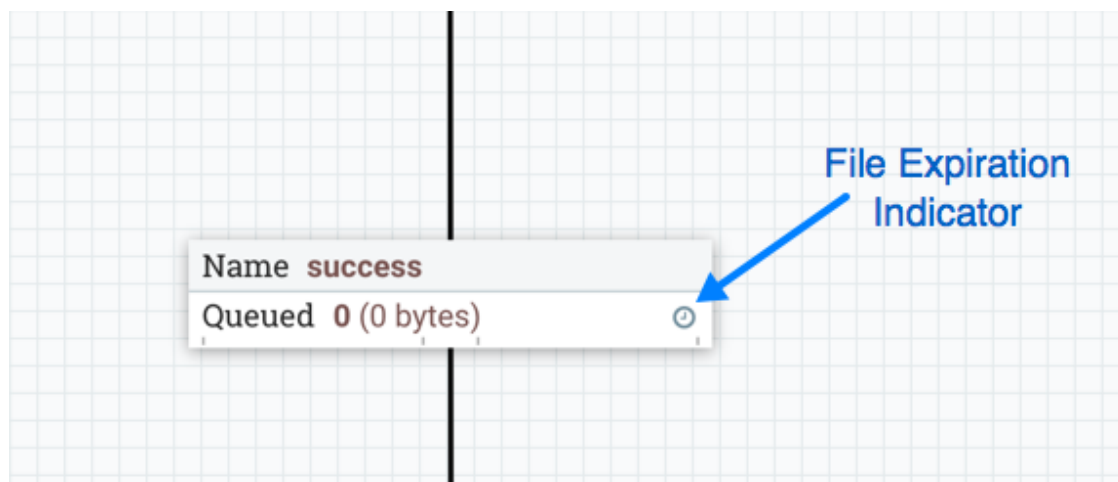 File Expiration
Indicator
Name success
Queued 0 (0 bytes)